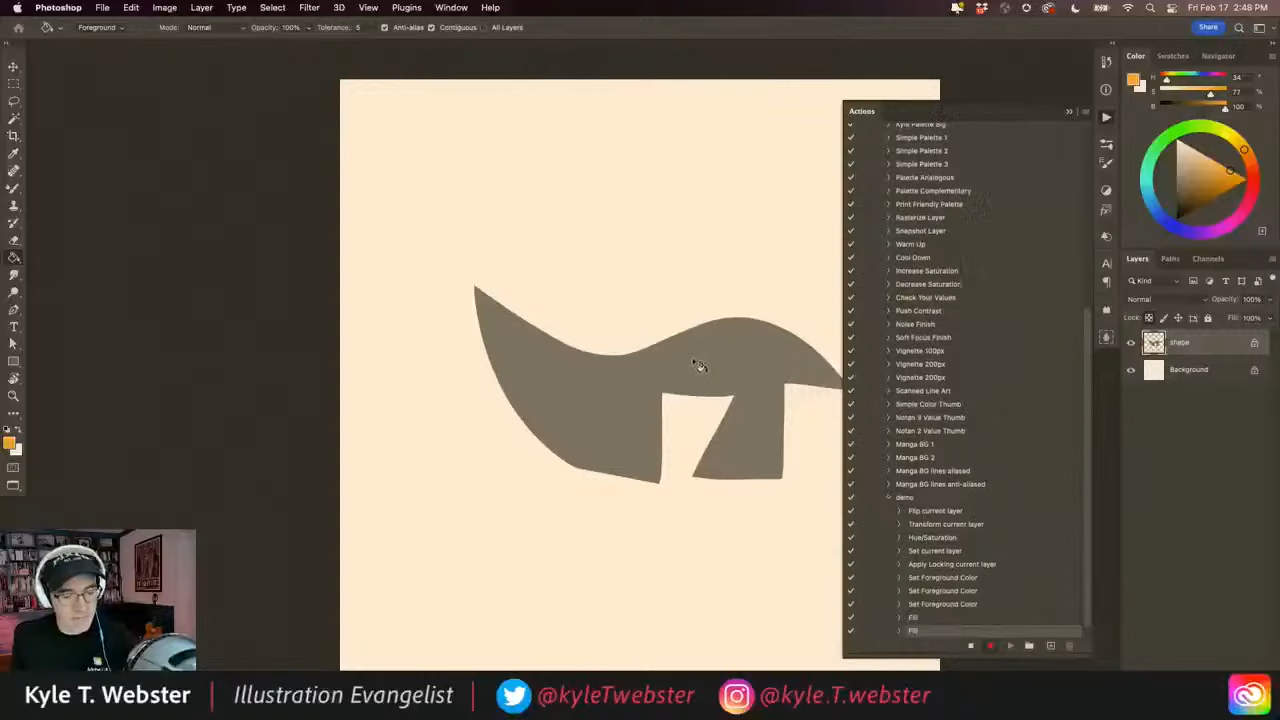 Photoshop File Edit Image Layer Type Select Filter 3D View Plugins Window Help Fri Feb 17 2:48 PM
Foreground Mode: Normal Opacity: 100% Tolerance: 5 Anti-alias Contiguous All Layers Share
Color Swatches Navigator
H 34
S 77 %
B 100 %
Actions
Kyle Palette Big
Simple Palette 1
Simple Palette 2
Simple Palette 3
Palette Analogous
Palette Complementary
Print Friendly Palette
Rasterize Layer
Snapshot Layer
Warm Up
Cool Down
Increase Saturation
Decrease Saturation
Check Your Values
Push Contrast
Noise Finish
Soft Focus Finish
Vignette 100px
Vignette 200px
Vignette 200px
Scanned Line Art
Simple Color Thumb
Notan 3 Value Thumb
Notan 2 Value Thumb
Manga BG 1
Manga BG 2
Manga BG lines aliased
Manga BG lines anti-aliased
demo
Flip current layer
Transform current layer
Hue/Saturation
Set current layer
Apply Locking current layer
Set Foreground Color
Set Foreground Color
Set Foreground Color
Fill
Fill
Layers Paths Channels
Kind
Normal Opacity: 100%
Lock: Fill: 100%
shape
Background
Kyle T. Webster | Illustration Evangelist | @kyleTwebster @kyle.T.webster